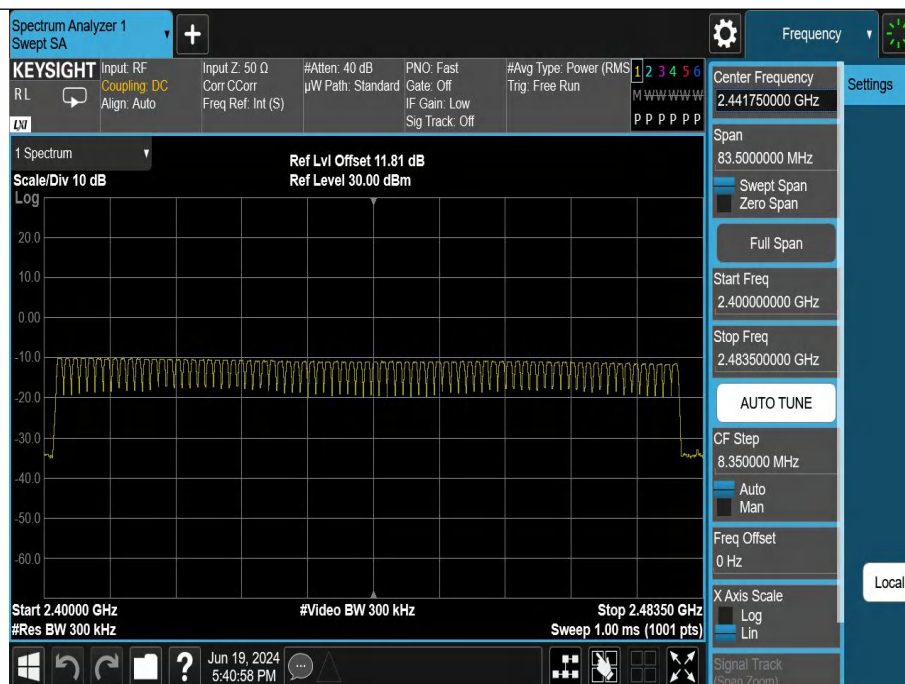 Spectrum Analyzer 1
Swept SA
Frequency
KEYSIGHT
RL
LXI
Input: RF
Coupling: DC
Align: Auto
Input Z: 50 Ω
Corr CCorr
Freq Ref: Int (S)
#Atten: 40 dB
µW Path: Standard
PNO: Fast
Gate: Off
IF Gain: Low
Sig Track: Off
#Avg Type: Power (RMS
Trig: Free Run
1 2 3 4 5 6
M W W W W W
P P P P P P
1 Spectrum
Scale/Div 10 dB
Ref Lvl Offset 11.81 dB
Ref Level 30.00 dBm
Log
20.0
10.0
0.00
-10.0
-20.0
-30.0
-40.0
-50.0
-60.0
Start 2.40000 GHz
#Res BW 300 kHz
#Video BW 300 kHz
Stop 2.48350 GHz
Sweep 1.00 ms (1001 pts)
Jun 19, 2024
5:40:58 PM
Center Frequency
2.441750000 GHz
Settings
Span
83.5000000 MHz
Swept Span
Zero Span
Full Span
Start Freq
2.400000000 GHz
Stop Freq
2.483500000 GHz
AUTO TUNE
CF Step
8.350000 MHz
Auto
Man
Freq Offset
0 Hz
Local
X Axis Scale
Log
Lin
Signal Track
(Span Zoom)